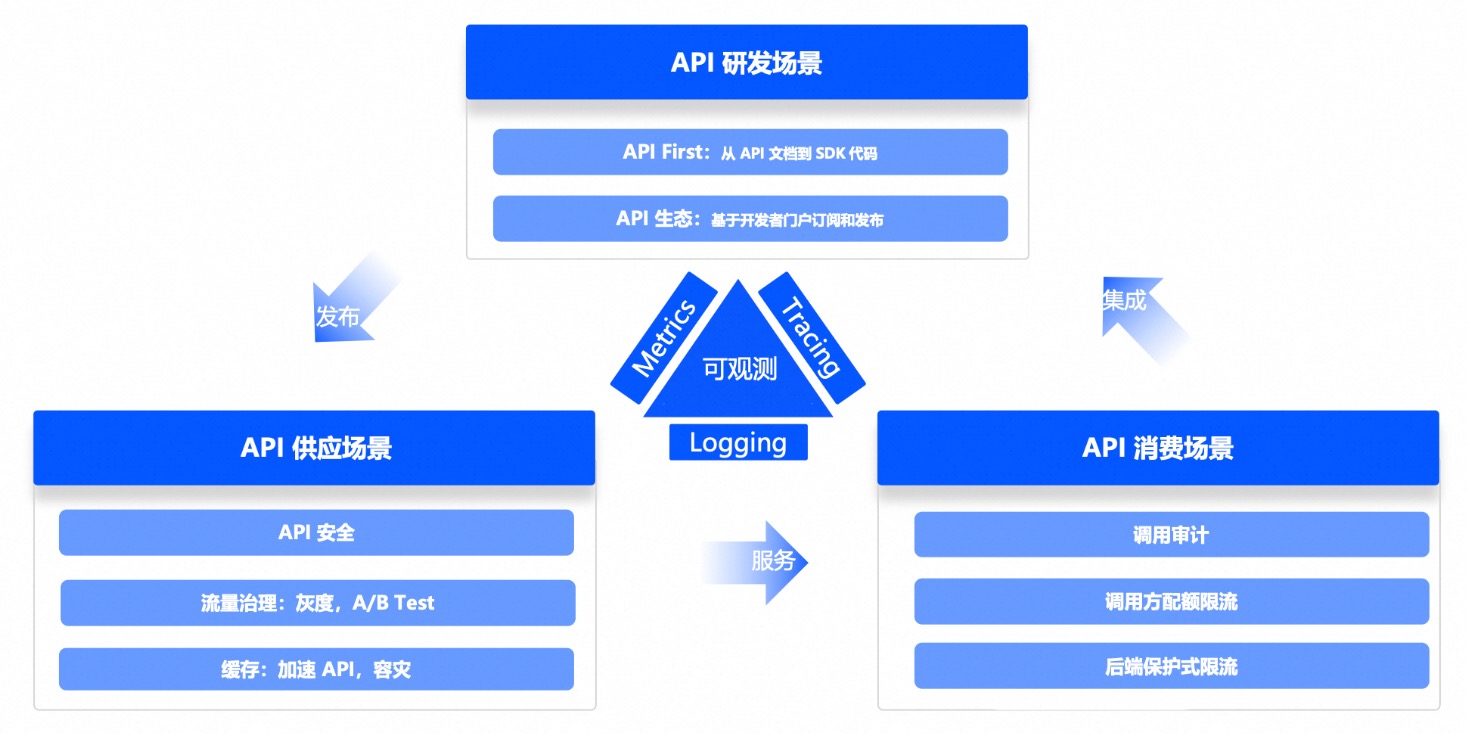 API 研发场景
API First：从 API 文档到 SDK 代码
API 生态：基于开发者门户订阅和发布
发布
集成
Metrics
Tracing
可观测
Logging
API 供应场景
API 安全
流量治理：灰度，A/B Test
缓存：加速 API，容灾
服务
API 消费场景
调用审计
调用方配额限流
后端保护式限流